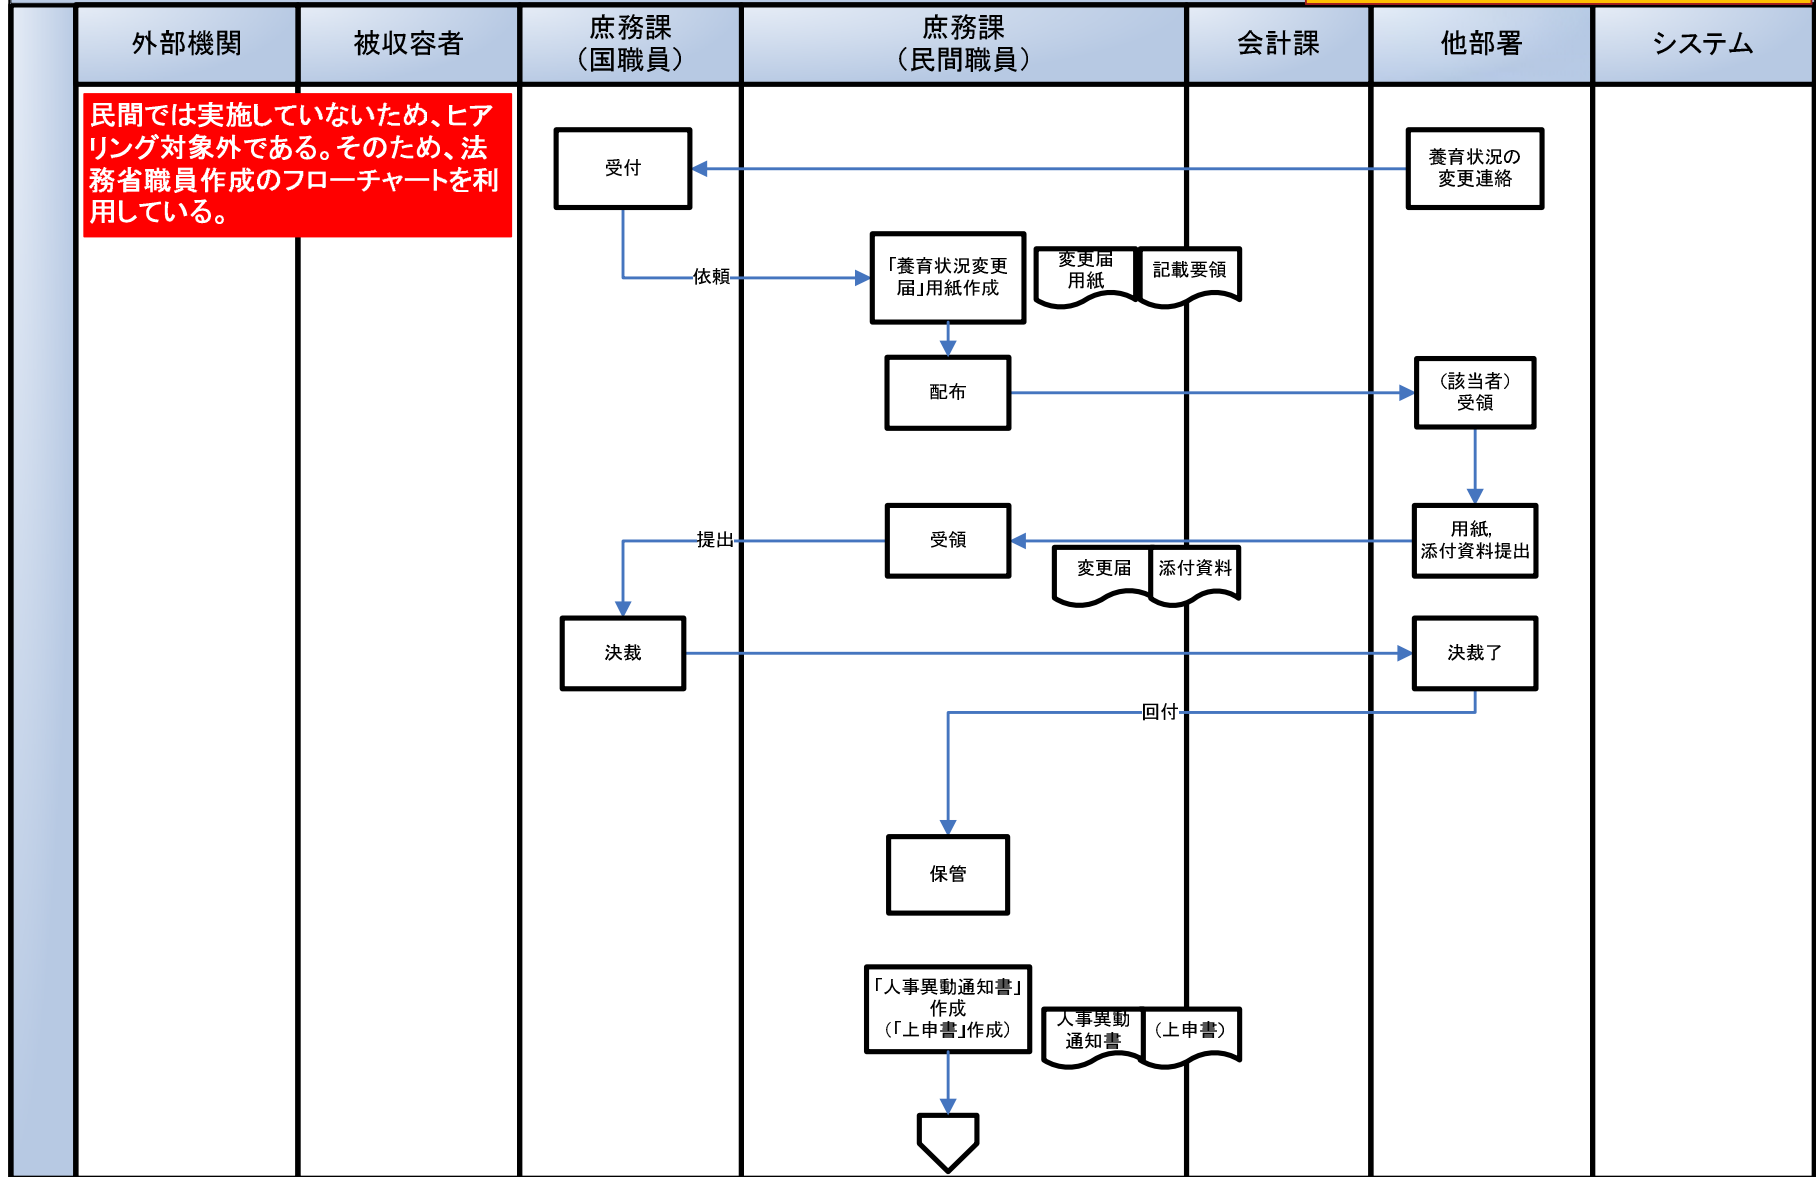 外部機関
被収容者
庶務課
（国職員）
庶務課
（民間職員）
会計課
他部署
システム
民間では実施していないため、ヒア
リング対象外である。そのため、法
務省職員作成のフローチャートを利
用している。
受付
養育状況の
変更連絡
依頼
「養育状況変更
届」用紙作成
変更届
用紙
記載要領
配布
（該当者）
受領
提出
受領
用紙,
添付資料提出
変更届
添付資料
決裁
決裁了
回付
保管
「人事異動通知書」
作成
（「上申書」作成）
人事異動
通知書
（上申書）